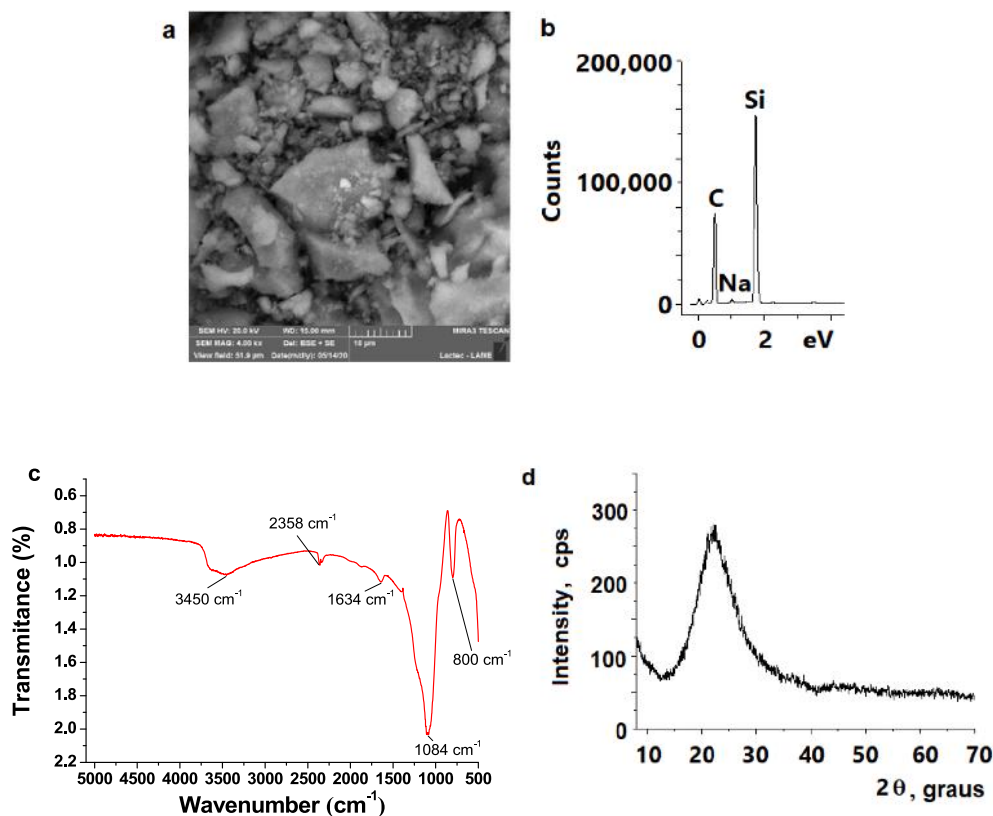 a
SEM HV: 20.0 kV
WD: 15.00 mm
MIRA3 TESCAN
SEM MAG: 4.00 kx
Det: BSE + SE
10 µm
View field: 51.9 µm
Date(m/d/y): 05/14/20
Lactec - LAME
b
200,000
100,000
0
Counts
C
Na
Si
0
2
eV
c
0.6
0.8
1.0
1.2
1.4
1.6
1.8
2.0
2.2
Transmitance (%)
2358 cm⁻¹
3450 cm⁻¹
1634 cm⁻¹
800 cm⁻¹
1084 cm⁻¹
5000 4500 4000 3500 3000 2500 2000 1500 1000 500
Wavenumber (cm⁻¹)
d
350
300
200
100
50
0
Intensity, cps
10 20 30 40 50 60 70
2θ, graus